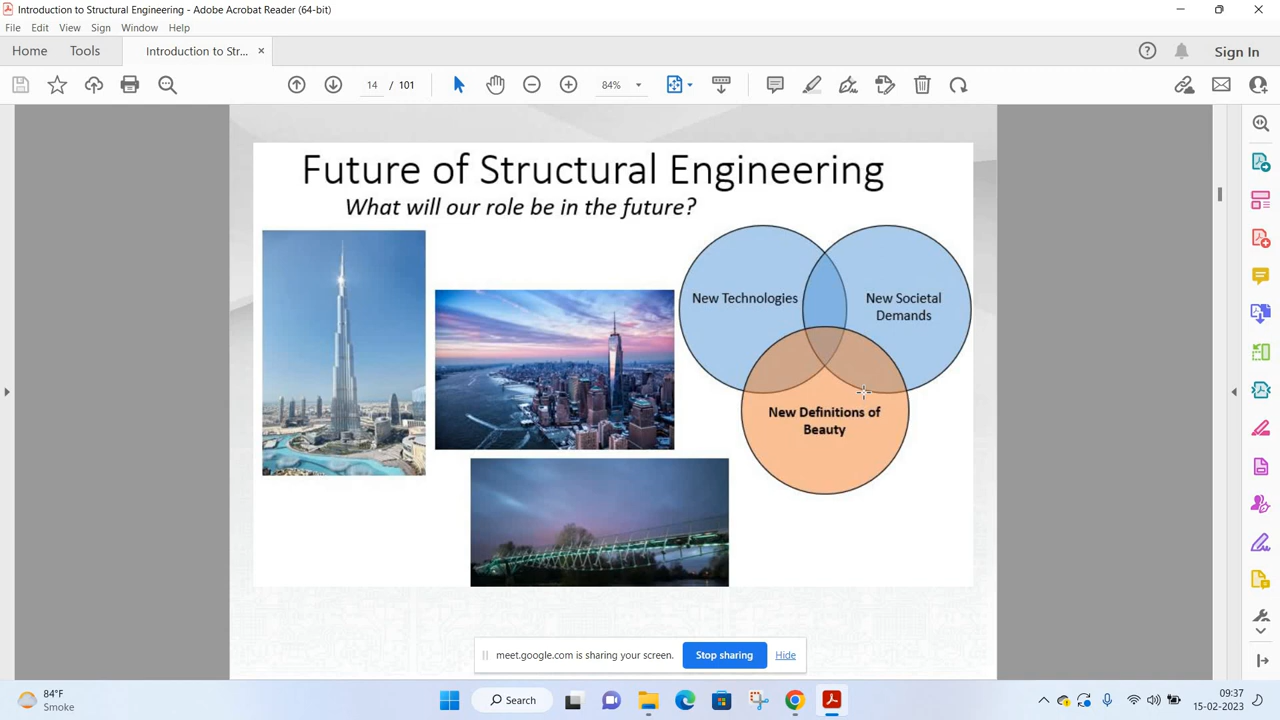 Introduction to Structural Engineering - Adobe Acrobat Reader (64-bit)
File Edit View Sign Window Help
Home Tools Introduction to Str... × Sign In
14 / 101 84%
Future of Structural Engineering
What will our role be in the future?
New Technologies
New Societal
Demands
New Definitions of
Beauty
meet.google.com is sharing your screen. Stop sharing Hide
84°F
Smoke
Search
09:37
15-02-2023